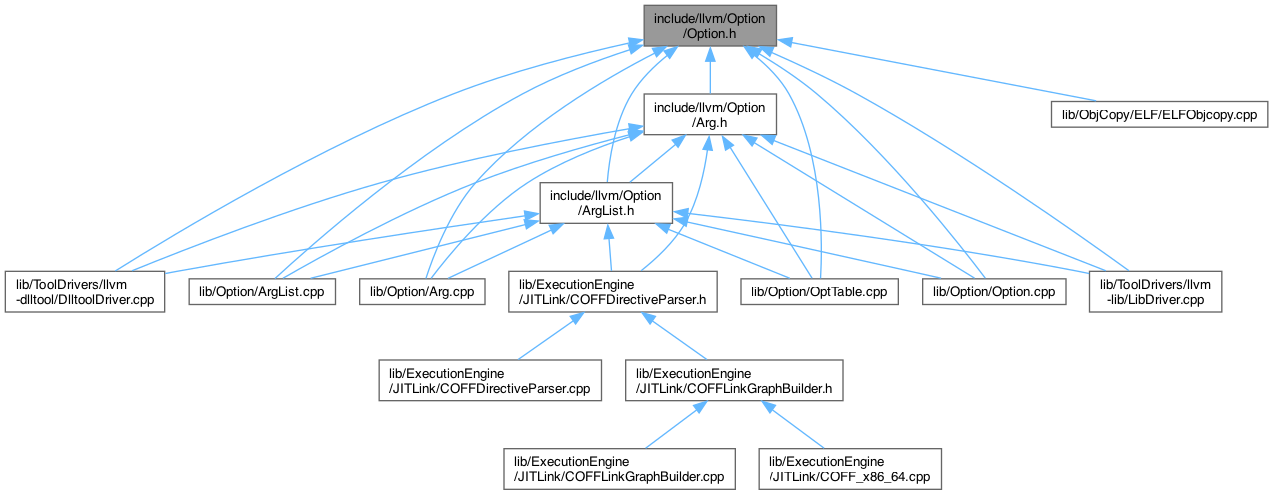 include/llvm/Option
/Option.h
include/llvm/Option
/Arg.h
lib/ObjCopy/ELF/ELFObjcopy.cpp
include/llvm/Option
/ArgList.h
lib/ToolDrivers/llvm
-dlltool/DlltoolDriver.cpp
lib/Option/ArgList.cpp
lib/Option/Arg.cpp
lib/ExecutionEngine
/JITLink/COFFDirectiveParser.h
lib/Option/OptTable.cpp
lib/Option/Option.cpp
lib/ToolDrivers/llvm
-lib/LibDriver.cpp
lib/ExecutionEngine
/JITLink/COFFDirectiveParser.cpp
lib/ExecutionEngine
/JITLink/COFFLinkGraphBuilder.h
lib/ExecutionEngine
/JITLink/COFFLinkGraphBuilder.cpp
lib/ExecutionEngine
/JITLink/COFF_x86_64.cpp